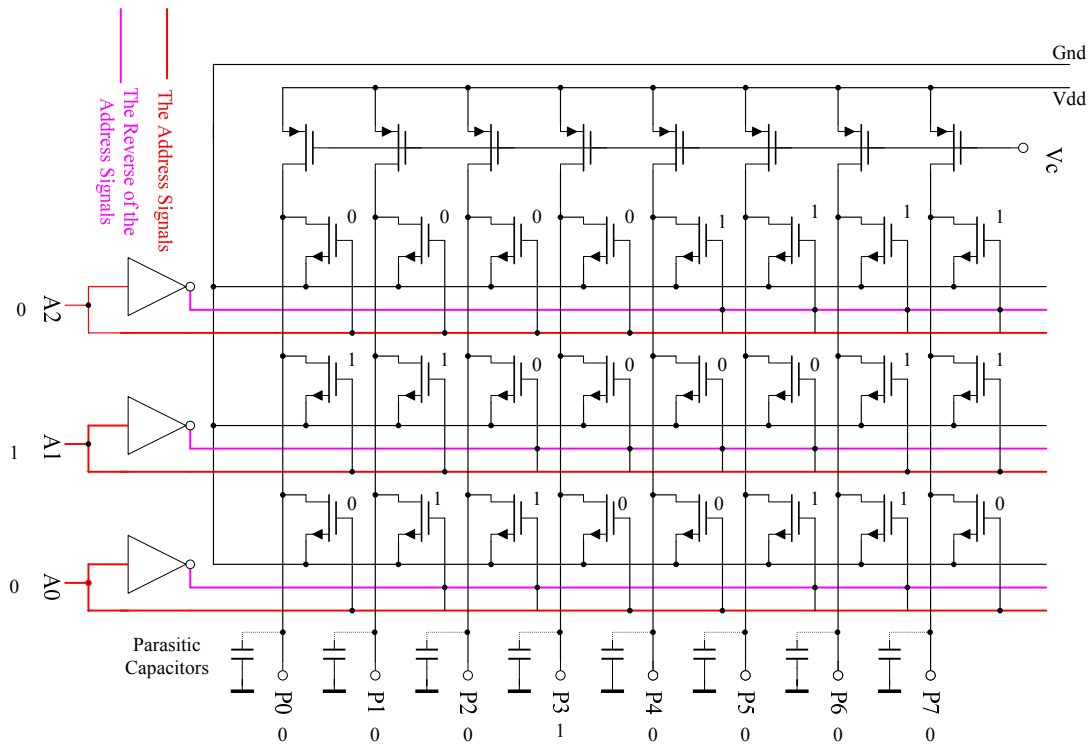 The Reverse of the
Address Signals
The Address Signals
Gnd
Vdd
Vc
0 0 0 0 1 1 1 1
0 A2
1 1 0 0 0 0 1 1
1 A1
0 1 1 0 0 1 1 0
0 A0
Parasitic
Capacitors
P0 P1 P2 P3 P4 P5 P6 P7
0 0 0 1 0 0 0 0